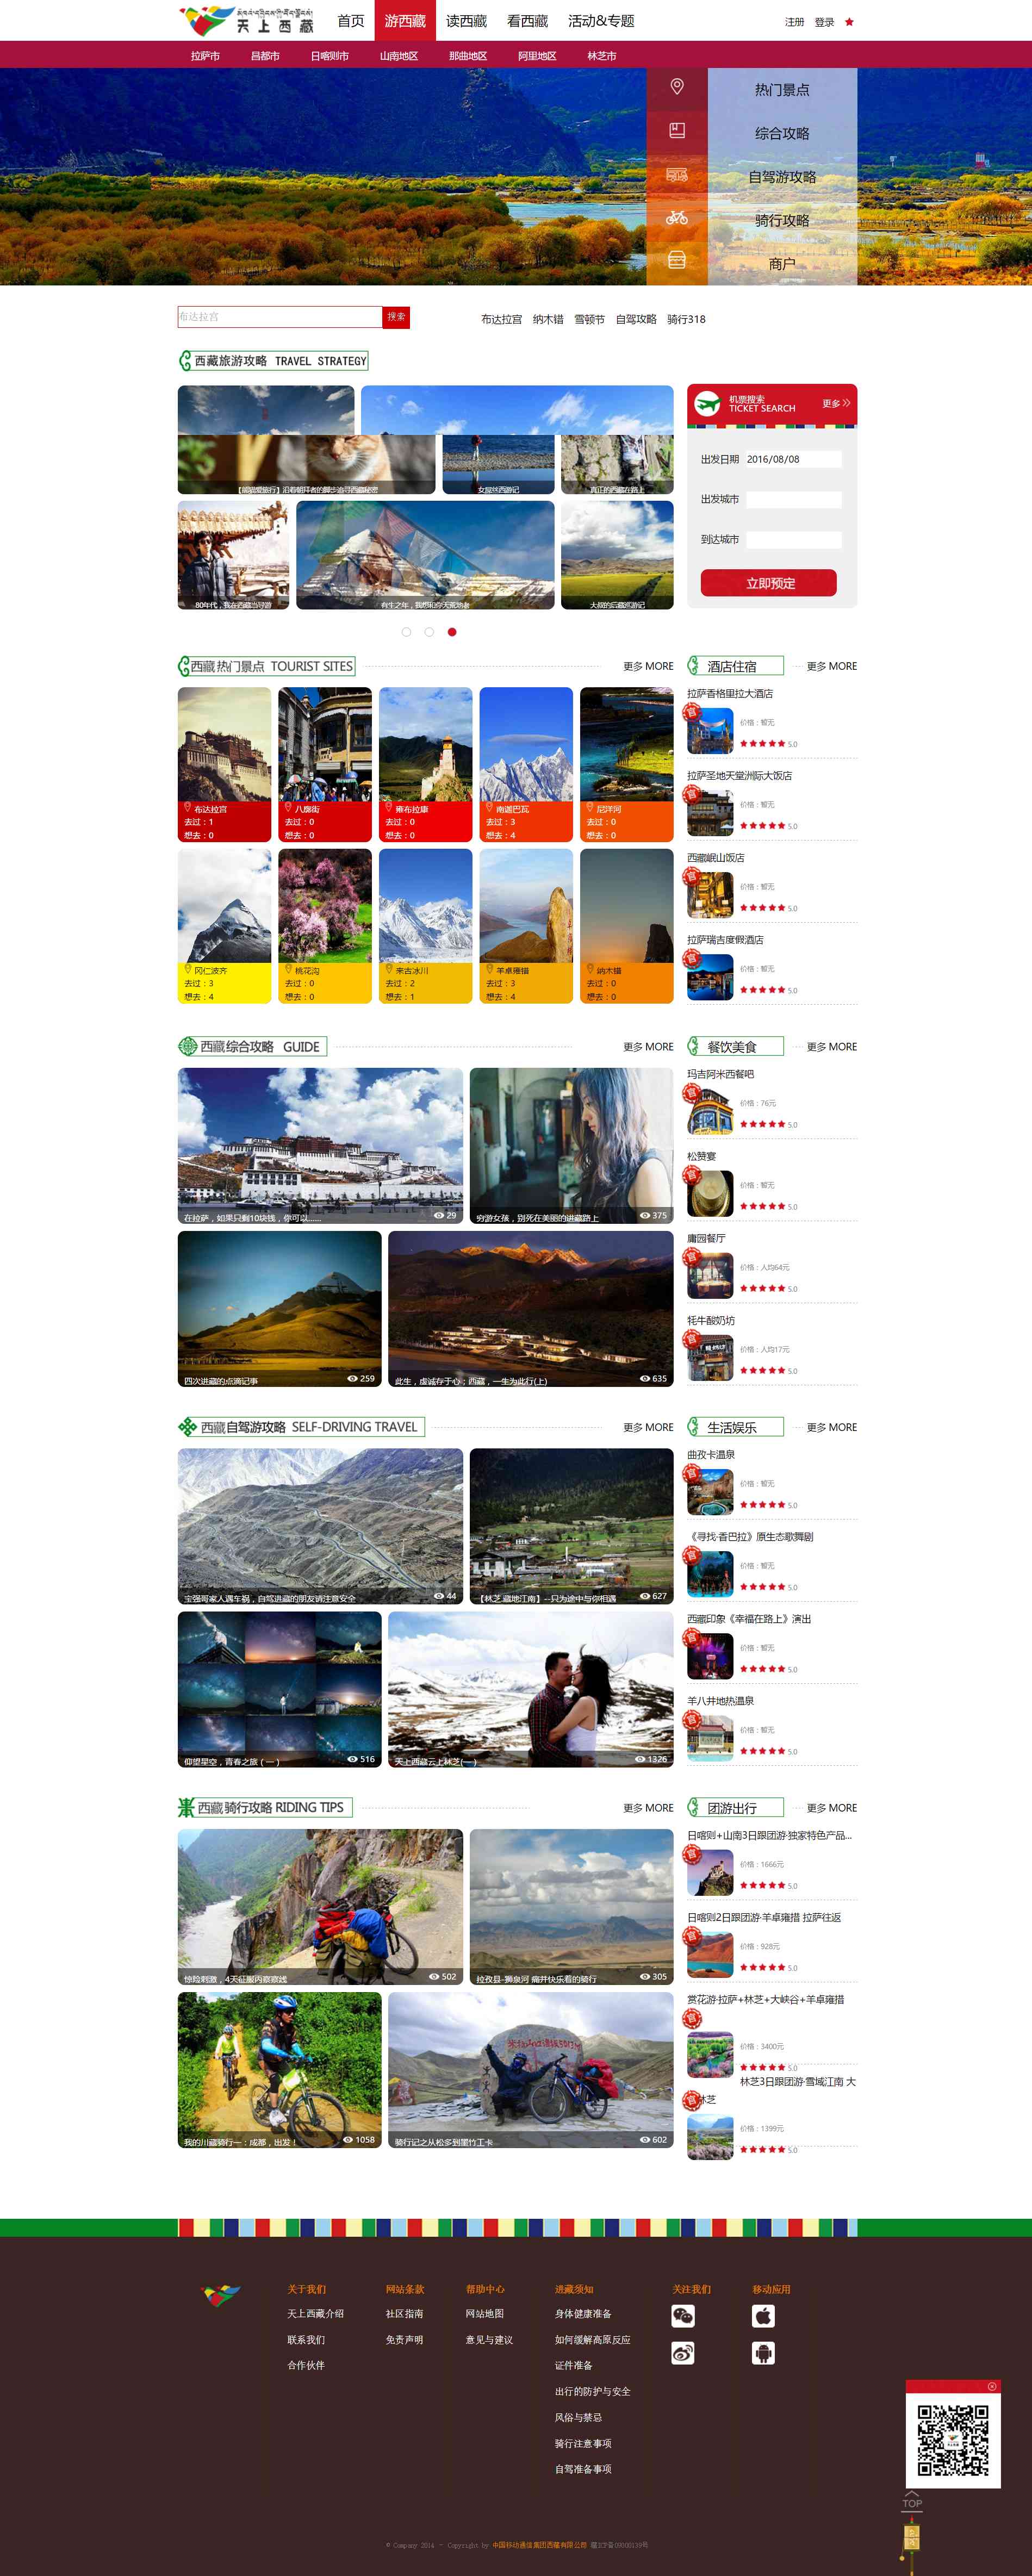 天上西藏
首页 游西藏 读西藏 看西藏 活动&专题 注册 登录
拉萨市 昌都市 日喀则市 山南地区 那曲地区 阿里地区 林芝市
热门景点
综合攻略
自驾游攻略
骑行攻略
商户
布达拉宫 搜索 布达拉宫 纳木错 雪顿节 自驾攻略 骑行318
西藏旅游攻略 TRAVEL STRATEGY
女屌丝西游记 真正的西藏在路上
80年代，我在西藏当导游 大叔的后藏巡游记
机票搜索
TICKET SEARCH
更多
出发日期 2016/08/08
出发城市
到达城市
立即预定
西藏热门景点 TOURIST SITES 更多 MORE
布达拉宫
去过：1
想去：0
八廓街
去过：0
想去：0
雍布拉康
去过：0
想去：0
南迦巴瓦
去过：3
想去：4
尼洋河
去过：0
想去：0
冈仁波齐
去过：3
想去：4
桃花沟
去过：0
想去：0
来古冰川
去过：2
想去：1
羊卓雍错
去过：3
想去：4
纳木错
去过：0
想去：0
酒店住宿 更多 MORE
拉萨香格里拉大酒店
官
价格：暂无
5.0
拉萨圣地天堂洲际大饭店
官
价格：暂无
5.0
西藏岷山饭店
官
价格：暂无
5.0
拉萨瑞吉度假酒店
官
价格：暂无
5.0
西藏综合攻略 GUIDE 更多 MORE
在拉萨，如果只剩10块钱，你可以…… 29
穷游女孩，别死在美丽的进藏路上 375
四次进藏的点滴记事 259
此生，虔诚存于心；西藏，一生为此行(上) 635
餐饮美食 更多 MORE
玛吉阿米西餐吧
官
价格：76元
5.0
松赞宴
官
价格：暂无
5.0
庸园餐厅
官
价格：人均64元
5.0
牦牛酸奶坊
官
价格：人均17元
5.0
西藏自驾游攻略 SELF-DRIVING TRAVEL 更多 MORE
宝强哥家人遇车祸，自驾进藏的朋友请注意安全 44
【林芝 藏地江南】--只为途中与你相遇 627
仰望星空，青春之旅（一） 516
天上西藏云上林芝(一) 1326
生活娱乐 更多 MORE
曲孜卡温泉
官
价格：暂无
5.0
《寻找·香巴拉》原生态歌舞剧
官
价格：暂无
5.0
西藏印象《幸福在路上》演出
官
价格：暂无
5.0
羊八井地热温泉
官
价格：暂无
5.0
西藏骑行攻略 RIDING TIPS 更多 MORE
惊险刺激，4天征服丙察察线 502
拉孜县-狮泉河 痛并快乐着的骑行 305
我的川藏骑行一：成都，出发！ 1058
骑行记之从松多到墨竹工卡 602
团游出行 更多 MORE
日喀则+山南3日跟团游·独家特色产品...
官
价格：1666元
5.0
日喀则2日跟团游·羊卓雍措 拉萨往返
官
价格：928元
5.0
赏花游·拉萨+林芝+大峡谷+羊卓雍措
官
价格：3400元
5.0
林芝3日跟团游·雪域江南 大
林芝
官
价格：1399元
5.0
关于我们
天上西藏介绍
联系我们
合作伙伴
网站条款
社区指南
免责声明
帮助中心
网站地图
意见与建议
进藏须知
身体健康准备
如何缓解高原反应
证件准备
出行的防护与安全
风俗与禁忌
骑行注意事项
自驾准备事项
关注我们
移动应用
TOP
© Company 2014 - Copyright by 中国移动通信集团西藏有限公司